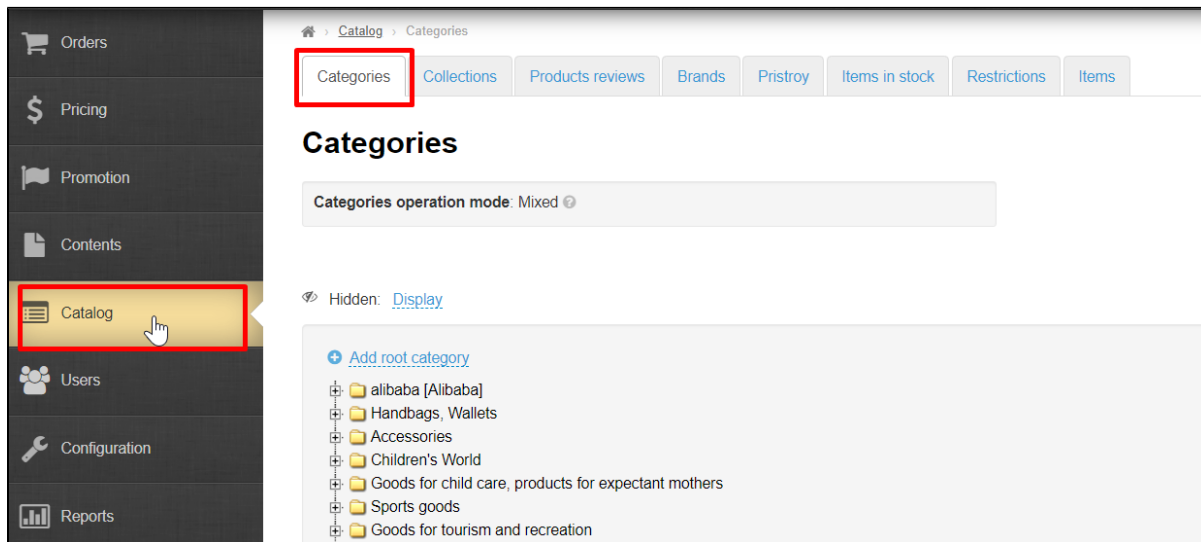 Orders
Pricing
Promotion
Contents
Catalog
Users
Configuration
Reports
Catalog Categories
Categories Collections Products reviews Brands Pristroy Items in stock Restrictions Items
Categories
Categories operation mode: Mixed
Hidden: Display
Add root category
alibaba [Alibaba]
Handbags, Wallets
Accessories
Children's World
Goods for child care, products for expectant mothers
Sports goods
Goods for tourism and recreation